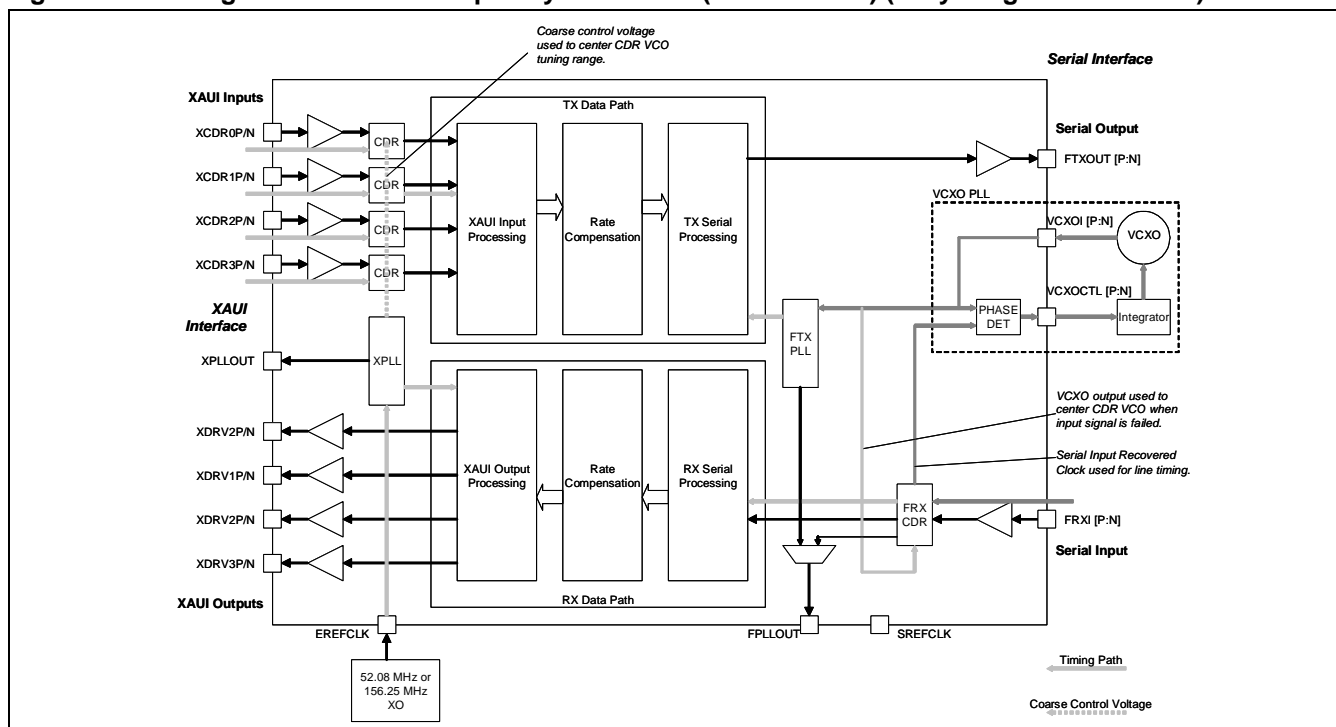 Coarse control voltage
used to center CDR VCO
tuning range.
Serial Interface
XAUI Inputs
TX Data Path
XCDR0P/N
CDR
Serial Output
FTXOUT [P:N]
XCDR1P/N
CDR
VCXO PLL
XCDR2P/N
CDR
XAUI Input
Processing
Rate
Compensation
TX Serial
Processing
VCXOI [P:N]
VCXO
XCDR3P/N
CDR
VCXOCTL [P:N]
XAUI
Interface
PHASE
DET
Integrator
FTX
PLL
XPLLOUT
XPLL
VCXO output used to
center CDR VCO when
input signal is failed.
XDRV2P/N
Serial Input Recovered
Clock used for line timing.
XDRV1P/N
XAUI Output
Processing
Rate
Compensation
RX Serial
Processing
FRX
CDR
XDRV2P/N
FRXI [P:N]
Serial Input
XDRV3P/N
XAUI Outputs
RX Data Path
EREFCLK
FPLLOUT
SREFCLK
52.08 MHz or
156.25 MHz
XO
Timing Path
Coarse Control Voltage